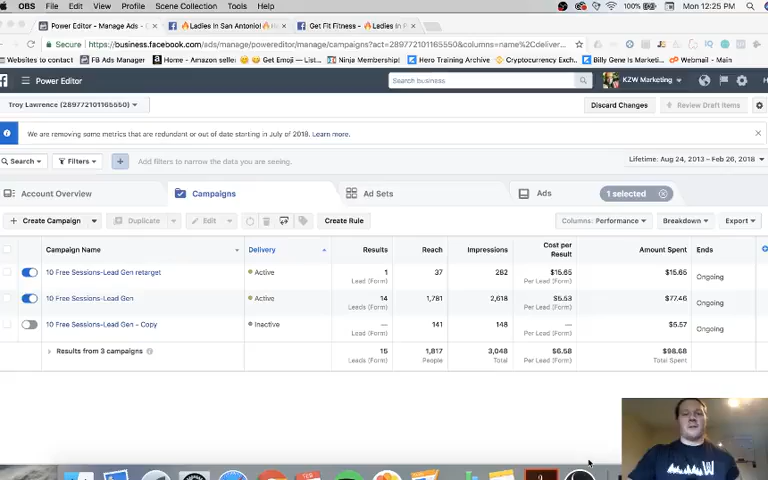 OBS File Edit View Profile Scene Collection Tools Help 100% Mon 12:25 PM
Power Editor - Manage Ads - Ladies In San Antonio! Get Fit Fitness - Ladies In
Secure https://business.facebook.com/ads/manage/powereditor/manage/campaigns?act=289772101165550&columns=name%2Cdeliver
Websites to contact FB Ads Manager Home - Amazon seller Get Emoji — List... Ninja Membership! Hero Training Archive Cryptocurrency Exch.. Billy Gene Is Marketi... Webmail - Main
Power Editor Search business KZW Marketing
Troy Lawrence (289772101165550) Discard Changes Review Draft Items
We are removing some metrics that are redundant or out of date starting in July of 2018. Learn more.
Search Filters + Add filters to narrow the data you are seeing. Lifetime: Aug 24, 2013 – Feb 26, 2018
Account Overview Campaigns Ad Sets Ads 1 selected
+ Create Campaign Duplicate Edit Create Rule Columns: Performance Breakdown Export
Campaign Name Delivery Results Reach Impressions Cost per Result Amount Spent Ends
10 Free Sessions-Lead Gen retarget Active 1 37 282 $15.65 $15.65 Ongoing
Lead (Form) Per Lead (Form)
10 Free Sessions-Lead Gen Active 14 1,781 2,618 $5.53 $77.46 Ongoing
Leads (Form) Per Lead (Form)
10 Free Sessions-Lead Gen - Copy Inactive — 141 148 — $5.57 Ongoing
Lead (Form) Per Lead (Form)
Results from 3 campaigns 15 1,817 3,048 $6.58 $98.68
Leads (Form) People Total Per Lead (Form) Total Spent